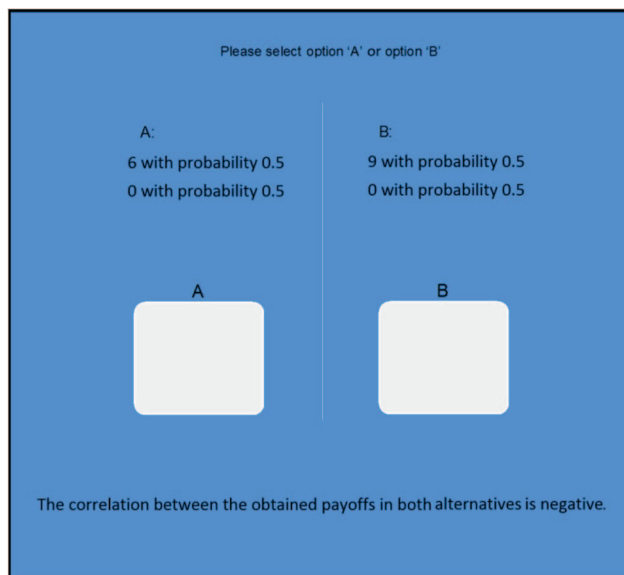 Please select option ‘A’ or option ‘B’
A:
6 with probability 0.5
0 with probability 0.5
B:
9 with probability 0.5
0 with probability 0.5
A
B
The correlation between the obtained payoffs in both alternatives is negative.